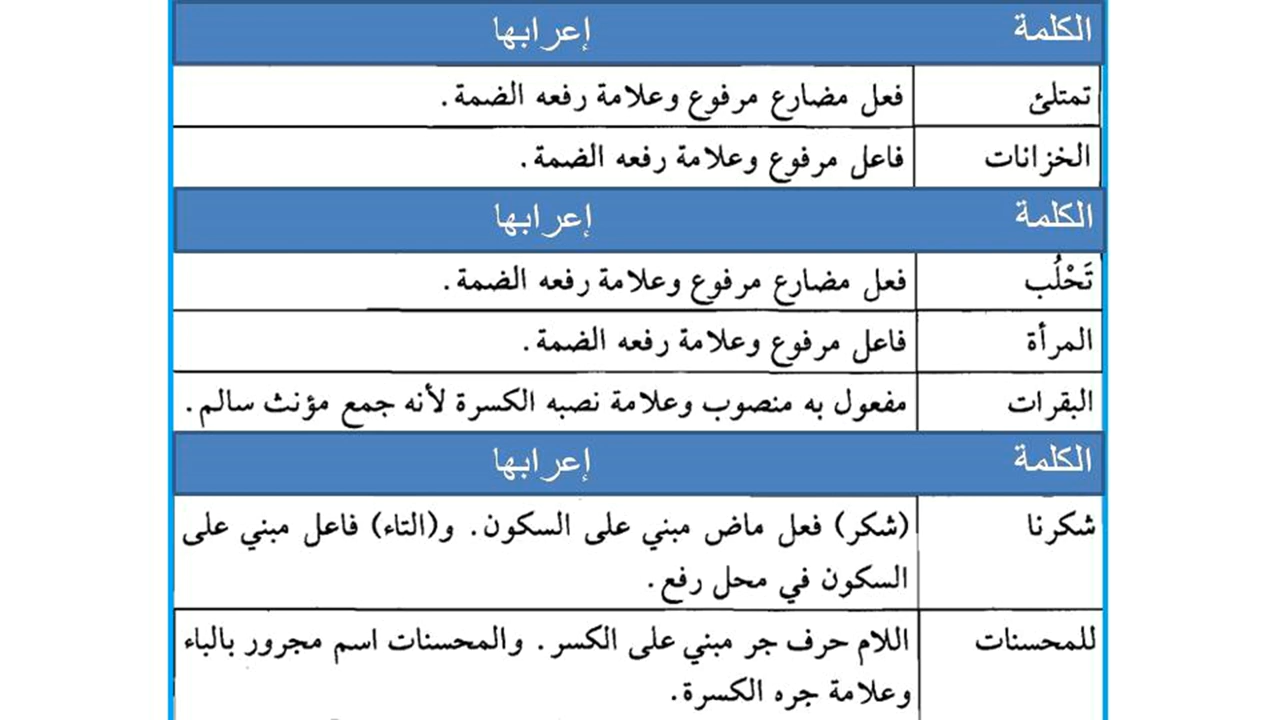 الكلمة إعرابها
تمتلئ فعل مضارع مرفوع وعلامة رفعه الضمة.
الخزانات فاعل مرفوع وعلامة رفعه الضمة.
الكلمة إعرابها
تَحْلُب فعل مضارع مرفوع وعلامة رفعه الضمة.
المرأة فاعل مرفوع وعلامة رفعه الضمة.
البقرات مفعول به منصوب وعلامة نصبه الكسرة لأنه جمع مؤنث سالم.
الكلمة إعرابها
شكرنا (شكر) فعل ماض مبني على السكون. و(التاء) فاعل مبني على
السكون في محل رفع.
للمحسنات اللام حرف جر مبني على الكسر. والمحسنات اسم مجرور بالباء
وعلامة جره الكسرة.